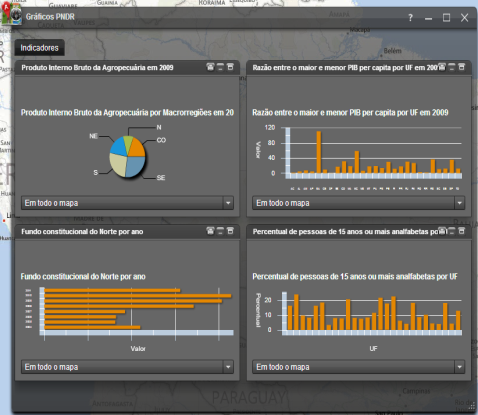 GUANIA
RORAIMA
Gráficos PNDR
Macapa
Belém
Indicadores
Produto Interno Bruto da Agropecuária em 2009
Razão entre o maior e menor PIB per capita por UF em 2009
Produto Interno Bruto da Agropecuária por Macrorregiões em 20
N
NE
CO
S
SE
Razão entre o maior e menor PIB per capita por UF em 2009
120
80
40
0
Valor
Em todo o mapa
Em todo o mapa
Fundo constitucional do Norte por ano
Percentual de pessoas de 15 anos ou mais analfabetas por
Fundo constitucional do Norte por ano
Valor
Percentual de pessoas de 15 anos ou mais analfabetas por UF
20
10
0
Percentual
UF
Em todo o mapa
Em todo o mapa
PARAGUAY